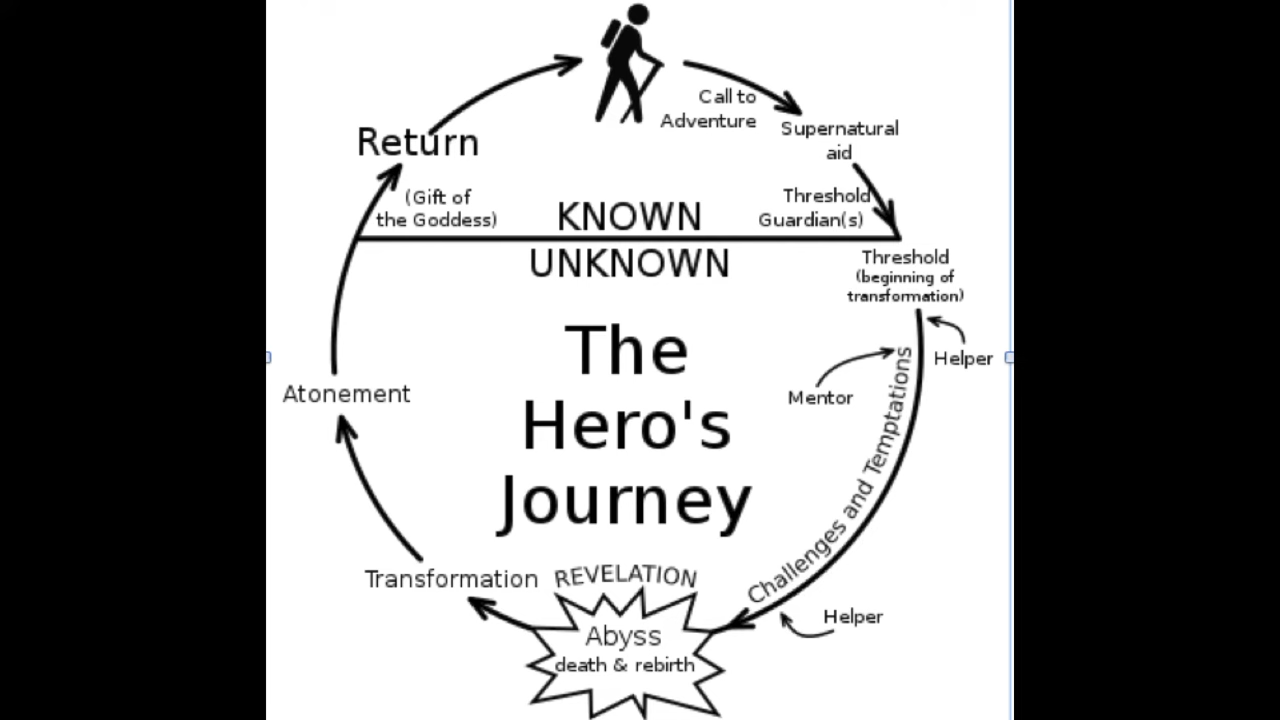 Call to
Adventure
Supernatural
aid
Return
(Gift of
the Goddess)
Threshold
Guardian(s)
KNOWN
UNKNOWN
Threshold
(beginning of
transformation)
Helper
Mentor
Challenges and Temptations
The
Hero's
Journey
Atonement
Transformation
REVELATION
Abyss
death & rebirth
Helper